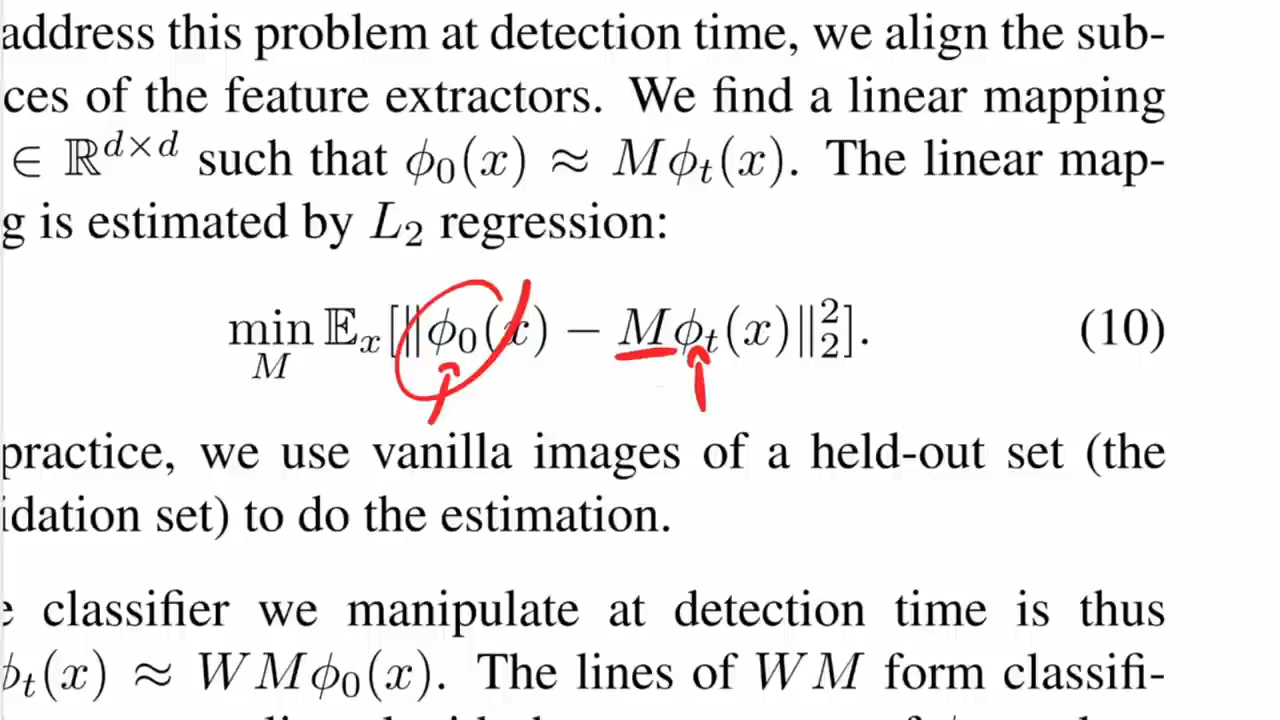 address this problem at detection time, we align the sub-
ces of the feature extractors. We find a linear mapping
∈ ℝ^{d×d} such that ϕ_0(x) ≈ Mϕ_t(x). The linear map-
g is estimated by L_2 regression:
min_M 𝔼_x[‖ϕ_0(x) − Mϕ_t(x)‖_2^2]. (10)
practice, we use vanilla images of a held-out set (the
idation set) to do the estimation.
e classifier we manipulate at detection time is thus
ϕ_t(x) ≈ WMϕ_0(x). The lines of WM form classifi-